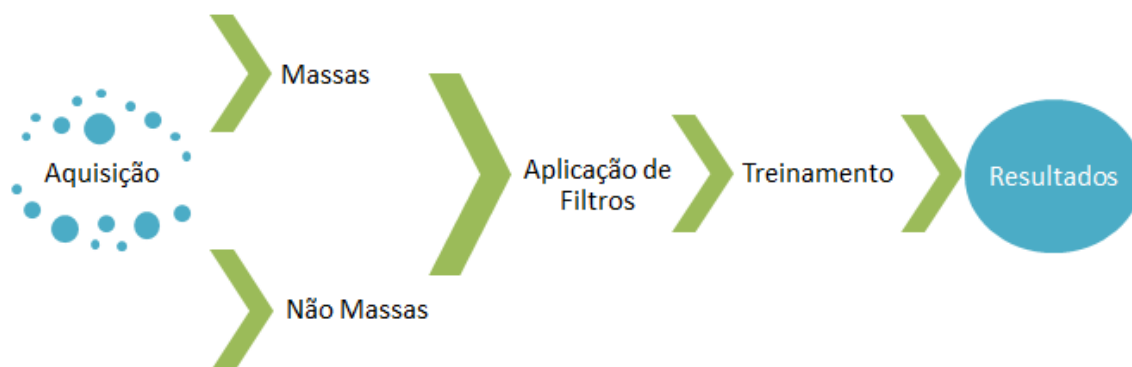 Massas
Aquisição
Aplicação de
Filtros
Treinamento
Resultados
Não Massas